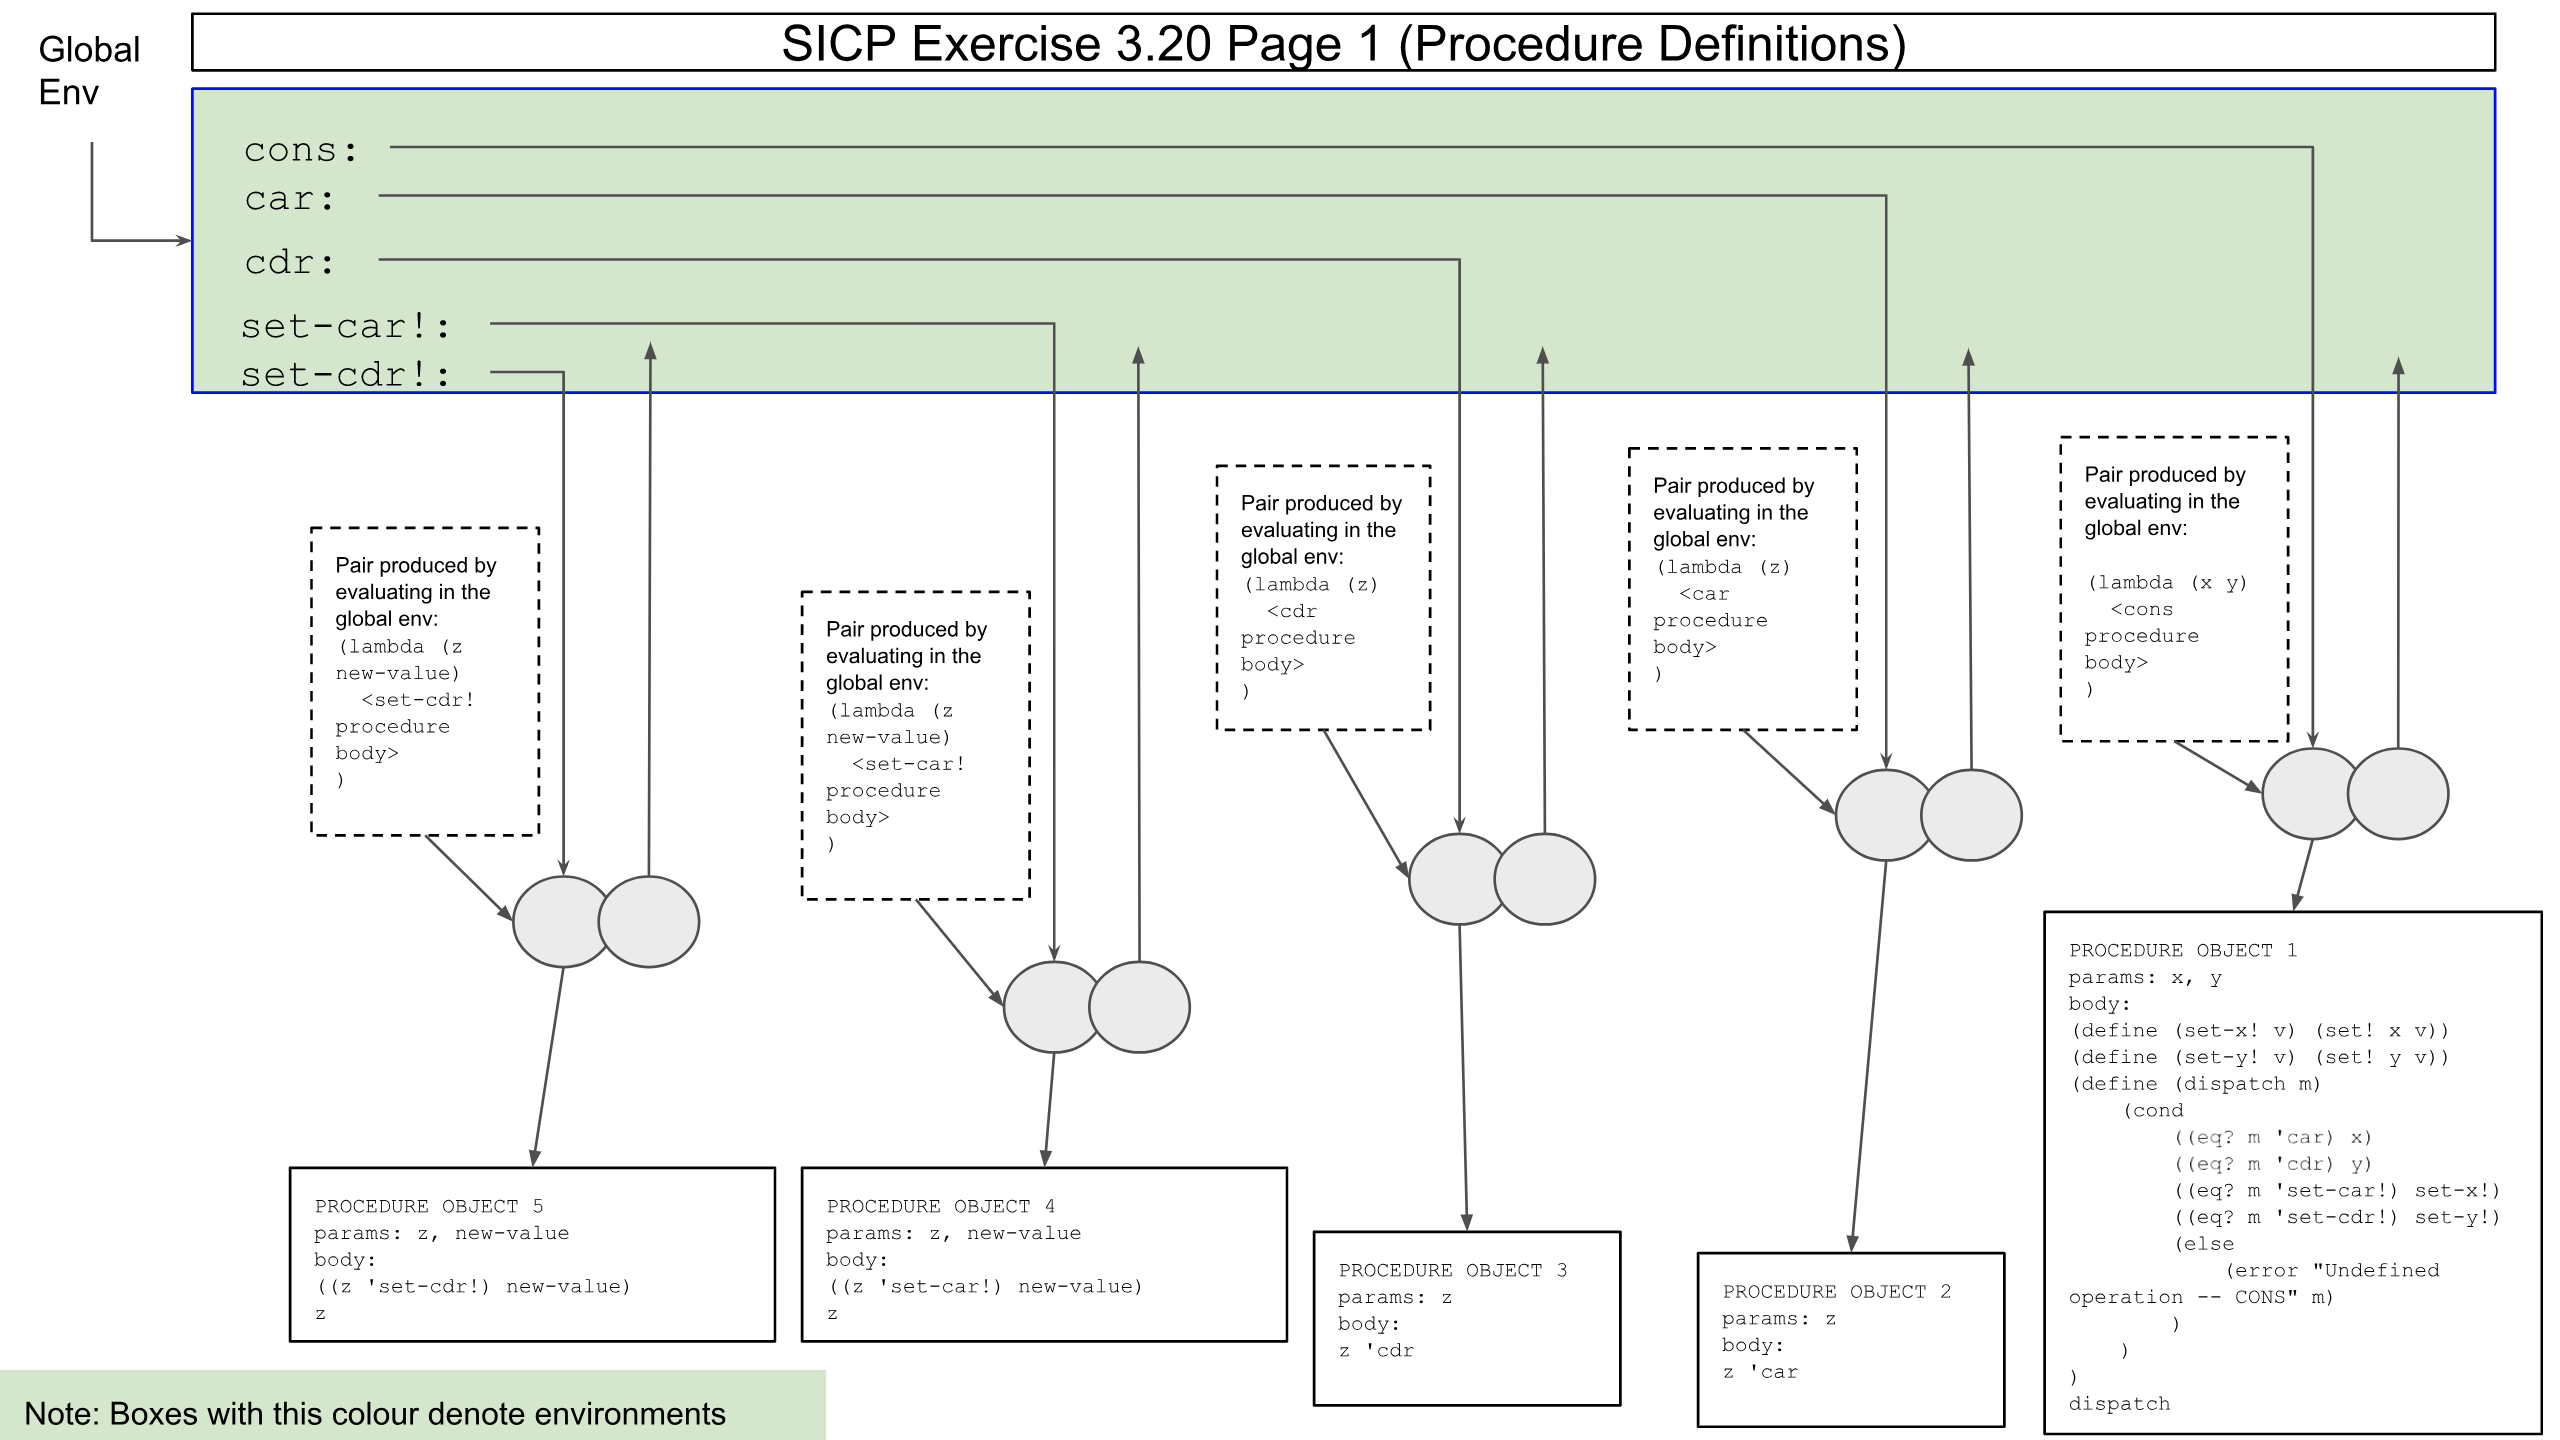 SICP Exercise 3.20 Page 1 (Procedure Definitions)
Global
Env
cons:
car:
cdr:
set-car!:
set-cdr!:
Pair produced by
evaluating in the
global env:
(lambda (z
new-value)
  <set-cdr!
procedure
body>
)
Pair produced by
evaluating in the
global env:
(lambda (z
new-value)
  <set-car!
procedure
body>
)
Pair produced by
evaluating in the
global env:
(lambda (z)
  <cdr
procedure
body>
)
Pair produced by
evaluating in the
global env:
(lambda (z)
  <car
procedure
body>
)
Pair produced by
evaluating in the
global env:
(lambda (x y)
  <cons
procedure
body>
)
PROCEDURE OBJECT 5
params: z, new-value
body:
((z 'set-cdr!) new-value)
z
PROCEDURE OBJECT 4
params: z, new-value
body:
((z 'set-car!) new-value)
z
PROCEDURE OBJECT 3
params: z
body:
z 'cdr
PROCEDURE OBJECT 2
params: z
body:
z 'car
PROCEDURE OBJECT 1
params: x, y
body:
(define (set-x! v) (set! x v))
(define (set-y! v) (set! y v))
(define (dispatch m)
    (cond
        ((eq? m 'car) x)
        ((eq? m 'cdr) y)
        ((eq? m 'set-car!) set-x!)
        ((eq? m 'set-cdr!) set-y!)
        (else
            (error "Undefined
operation -- CONS" m)
        )
    )
)
dispatch
Note: Boxes with this colour denote environments